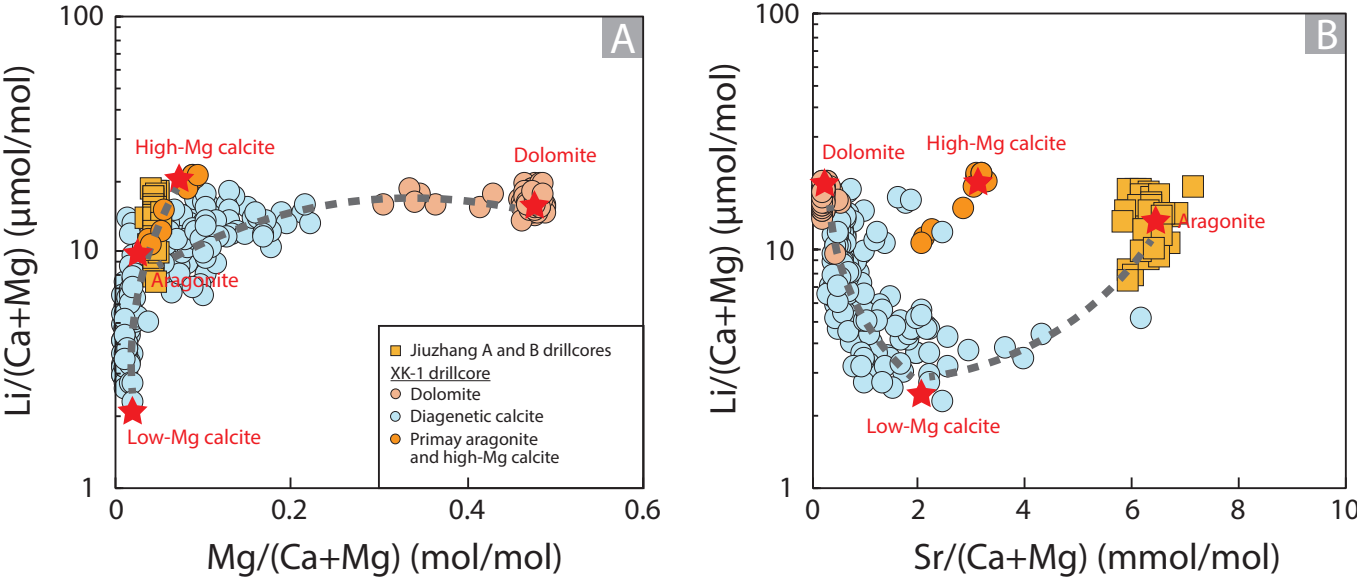 A
100
10
1
Li/(Ca+Mg) (μmol/mol)
High-Mg calcite
Dolomite
Aragonite
Low-Mg calcite
Jiuzhang A and B drillcores
XK-1 drillcore
Dolomite
Diagenetic calcite
Primay aragonite
and high-Mg calcite
0
0.2
0.4
0.6
Mg/(Ca+Mg) (mol/mol)
B
100
10
1
Li/(Ca+Mg) (μmol/mol)
Dolomite
High-Mg calcite
Aragonite
Low-Mg calcite
0
2
4
6
8
10
Sr/(Ca+Mg) (mmol/mol)